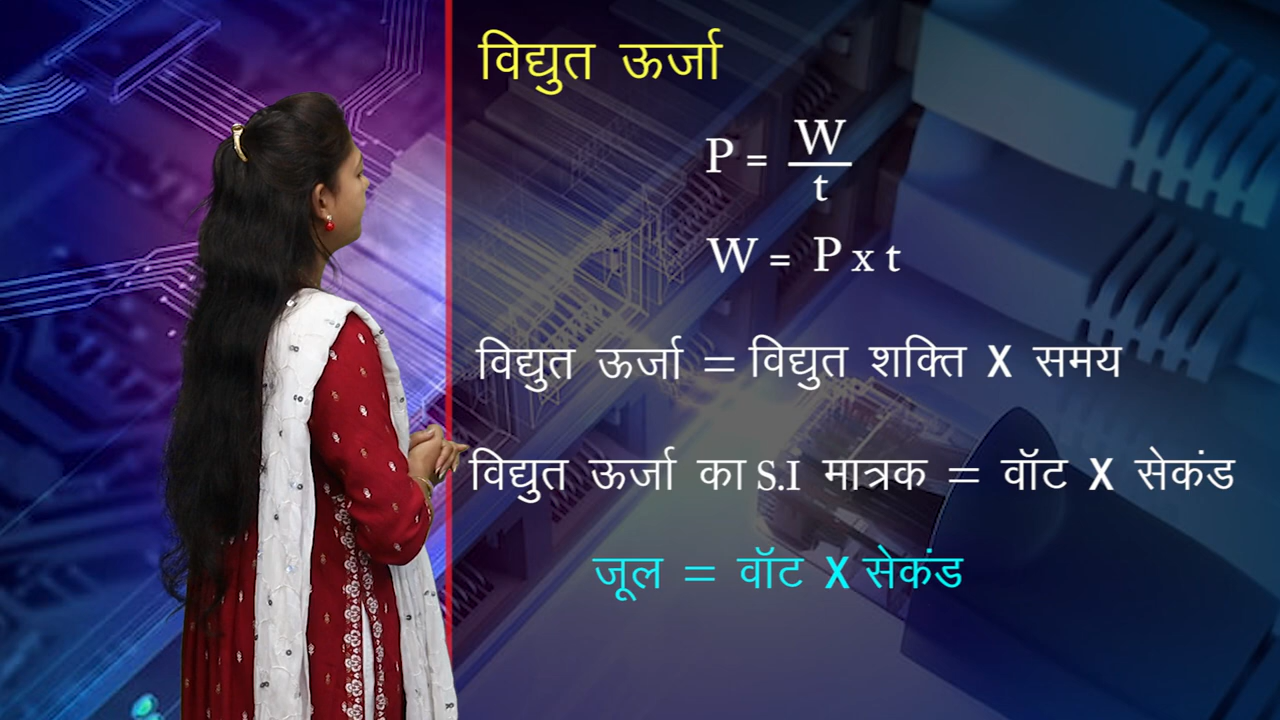 विद्युत ऊर्जा
P = W/t
W = P x t
विद्युत ऊर्जा = विद्युत शक्ति X समय
विद्युत ऊर्जा का S.I मात्रक = वॉट X सेकंड
जूल = वॉट X सेकंड